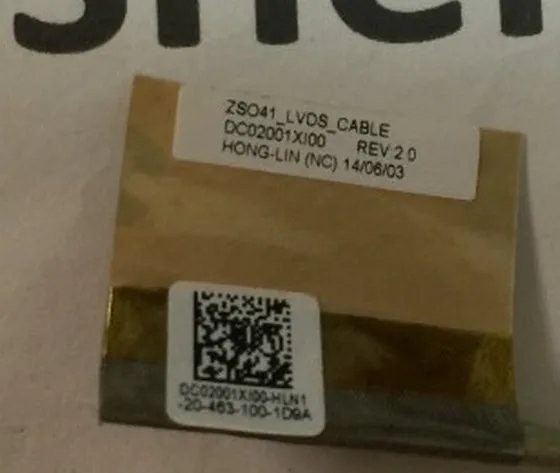 ZSO41_LVDS_CABLE
DC02001XI00 REV:2.0
HONG-LIN (NC) 14/06/03
DC02001XI00-HLN1
-20-463-100-1D9A